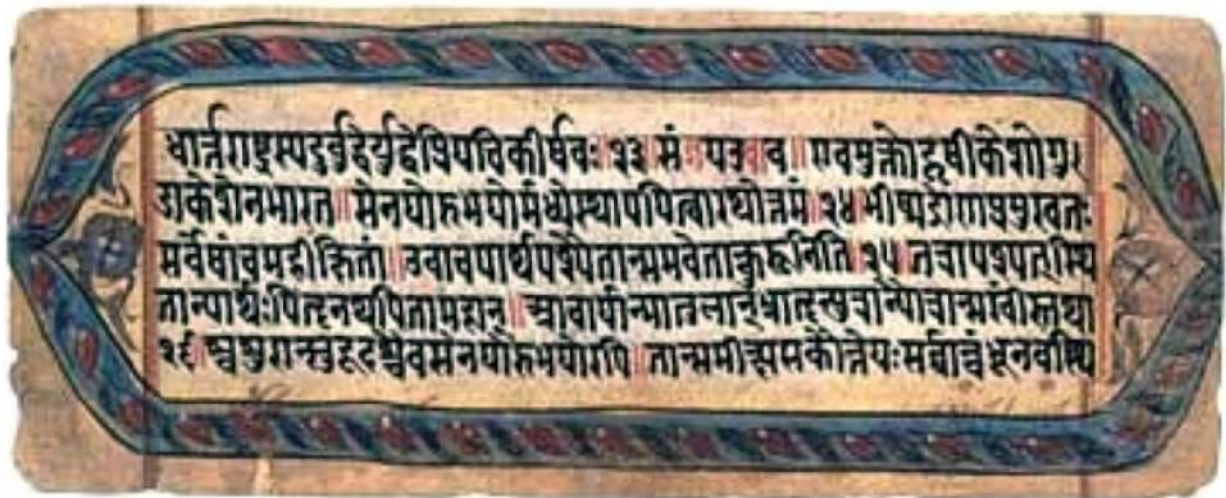 धार्त्तराष्ट्रस्यदुर्वुद्धेर्युद्धेप्रियचिकीर्षवः॥२३॥सं॰॥यउवाच॥एवमुक्तोहृषीकेशोगुर
डाकेशेनभारत॥सेनयोरुभयोर्मध्येस्थापयित्वारथोत्तमं॥२४॥भीष्मद्रोणप्रमुखतः
सर्वेषांचमहीक्षितां॥उवाचपार्थपश्यैतान्समवेतान्कुरूनिति॥२५॥तत्रापश्यत्स्थि
तान्पार्थःपितॄनथपितामहान्॥आचार्यान्मातुलान्भ्रातॄन्पुत्रान्पौत्रान्सखींस्तथा
२६॥श्वशुरान्सुहृदश्चैवसेनयोरुभयोरपि॥तान्समीक्ष्यसकौंतेयःसर्वान्बंधूनवस्थि